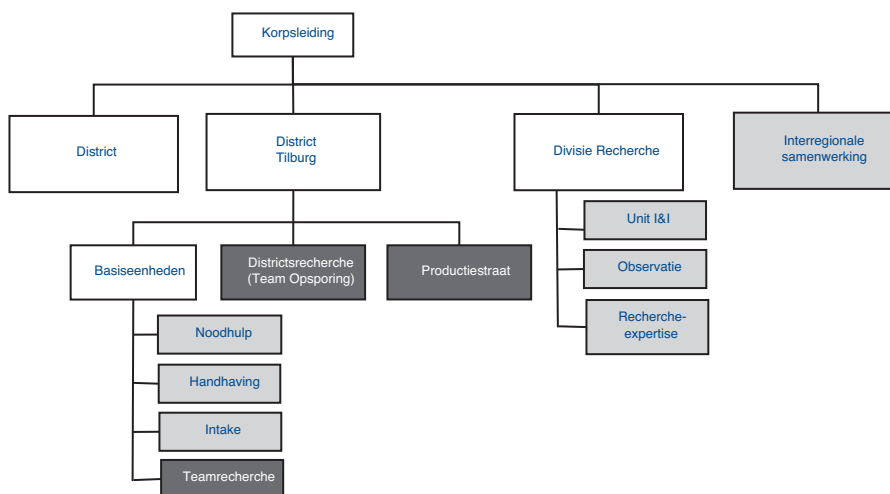 Korpsleiding
District
District
Tilburg
Divisie Recherche
Interregionale
samenwerking
Unit I&I
Observatie
Recherche-
expertise
Basiseenheden
Districtsrecherche
(Team Opsporing)
Productiestraat
Noodhulp
Handhaving
Intake
Teamrecherche